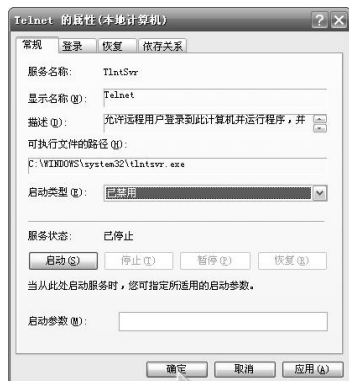 Telnet 的属性(本地计算机)
常规 登录 恢复 依存关系
服务名称: TlntSvr
显示名称(N): Telnet
描述(D): 允许远程用户登录到此计算机并运行程序，并
可执行文件的路径(H):
C:\WINDOWS\system32\tlntsvr.exe
启动类型(E): 已禁用
服务状态: 已停止
启动(S) 停止(T) 暂停(P) 恢复(R)
当从此处启动服务时，您可指定所适用的启动参数。
启动参数(M):
确定 取消 应用(A)